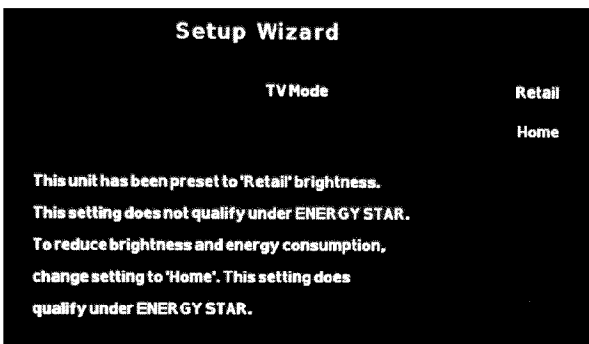 Setup Wizard
TV Mode Retail
Home
This unit has been preset to 'Retail' brightness.
This setting does not qualify under ENERGY STAR.
To reduce brightness and energy consumption,
change setting to 'Home'. This setting does
qualify under ENERGY STAR.